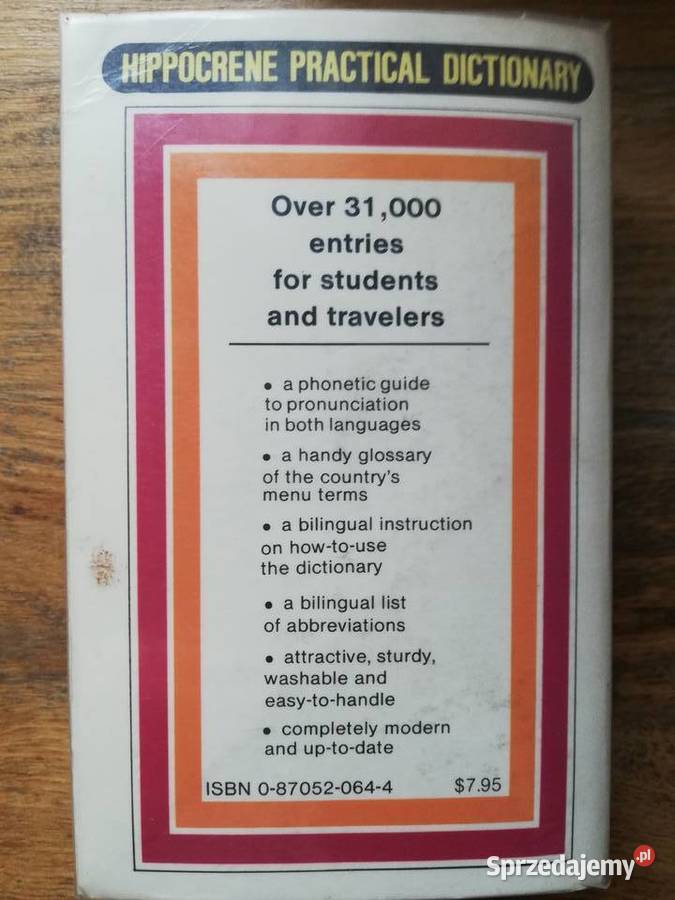 HIPPOCRENE PRACTICAL DICTIONARY
Over 31,000
entries
for students
and travelers
• a phonetic guide
to pronunciation
in both languages
• a handy glossary
of the country's
menu terms
• a bilingual instruction
on how-to-use
the dictionary
• a bilingual list
of abbreviations
• attractive, sturdy,
washable and
easy-to-handle
• completely modern
and up-to-date
ISBN 0-87052-064-4 $7.95
Sprzedajemy.pl